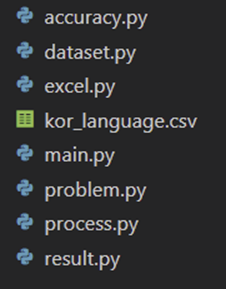 accuracy.py
dataset.py
excel.py
kor_language.csv
main.py
problem.py
process.py
result.py